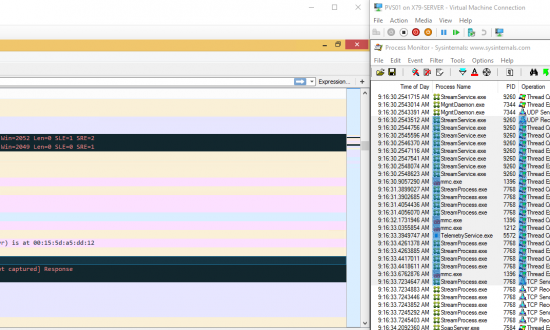 Expression... +
Win=2052 Len=0 SLE=1 SRE=2
Win=2049 Len=0 SLE=0 SRE=1
is at 00:15:5d:a5:dd:12
captured] Response
PVS01 on X79-SERVER - Virtual Machine Connection
File Action Media View Help
Process Monitor - Sysinternals: www.sysinternals.com
File Edit Event Filter Tools Options Help
Time of Day Process Name PID Operation
9:16:30.2541715 AM StreamService.exe 9260 Thread
9:16:30.2543014 AM MgntDaemon.exe 7344 Thread
9:16:30.2543391 AM MgntDaemon.exe 7344 UDP
9:16:30.2543512 AM StreamService.exe 9260 UDP
9:16:30.2544756 AM StreamService.exe 9260 Thread
9:16:30.2545596 AM StreamService.exe 9260 Thread
9:16:30.2546370 AM StreamService.exe 9260 Thread
9:16:30.2547116 AM StreamService.exe 9260 Thread
9:16:30.2547541 AM StreamService.exe 9260 Thread
9:16:30.2548074 AM StreamService.exe 9260 Thread
9:16:30.2548623 AM StreamService.exe 9260 Thread
9:16:30.9057290 AM mmc.exe 1396 Thread
9:16:31.3899027 AM StreamProcess.exe 7768 Thread
9:16:31.3902685 AM StreamProcess.exe 7768 Thread
9:16:31.4054436 AM StreamProcess.exe 7768 Thread
9:16:31.4056070 AM StreamProcess.exe 7768 Thread
9:16:32.1731946 AM mmc.exe 1396 Thread
9:16:33.0355854 AM mmc.exe 1212 Thread
9:16:33.3949747 AM TelemetryService.exe 5572 Thread
9:16:33.4261378 AM StreamProcess.exe 7768 Thread
9:16:33.4263885 AM StreamProcess.exe 7768 Thread
9:16:33.4417011 AM StreamProcess.exe 7768 Thread
9:16:33.4418611 AM StreamProcess.exe 7768 Thread
9:16:33.6762876 AM mmc.exe 1396 Thread
9:16:33.7234647 AM StreamProcess.exe 7768 TCP
9:16:33.7234883 AM StreamProcess.exe 7768 TCP
9:16:33.7243446 AM StreamProcess.exe 7768 TCP
9:16:33.7243852 AM StreamProcess.exe 7768 TCP
9:16:33.7245292 AM StreamProcess.exe 7768 TCP
9:16:33.7245403 AM StreamProcess.exe 7768 TCP
9:16:34.2092360 AM SoapServer.exe 7584 Thread